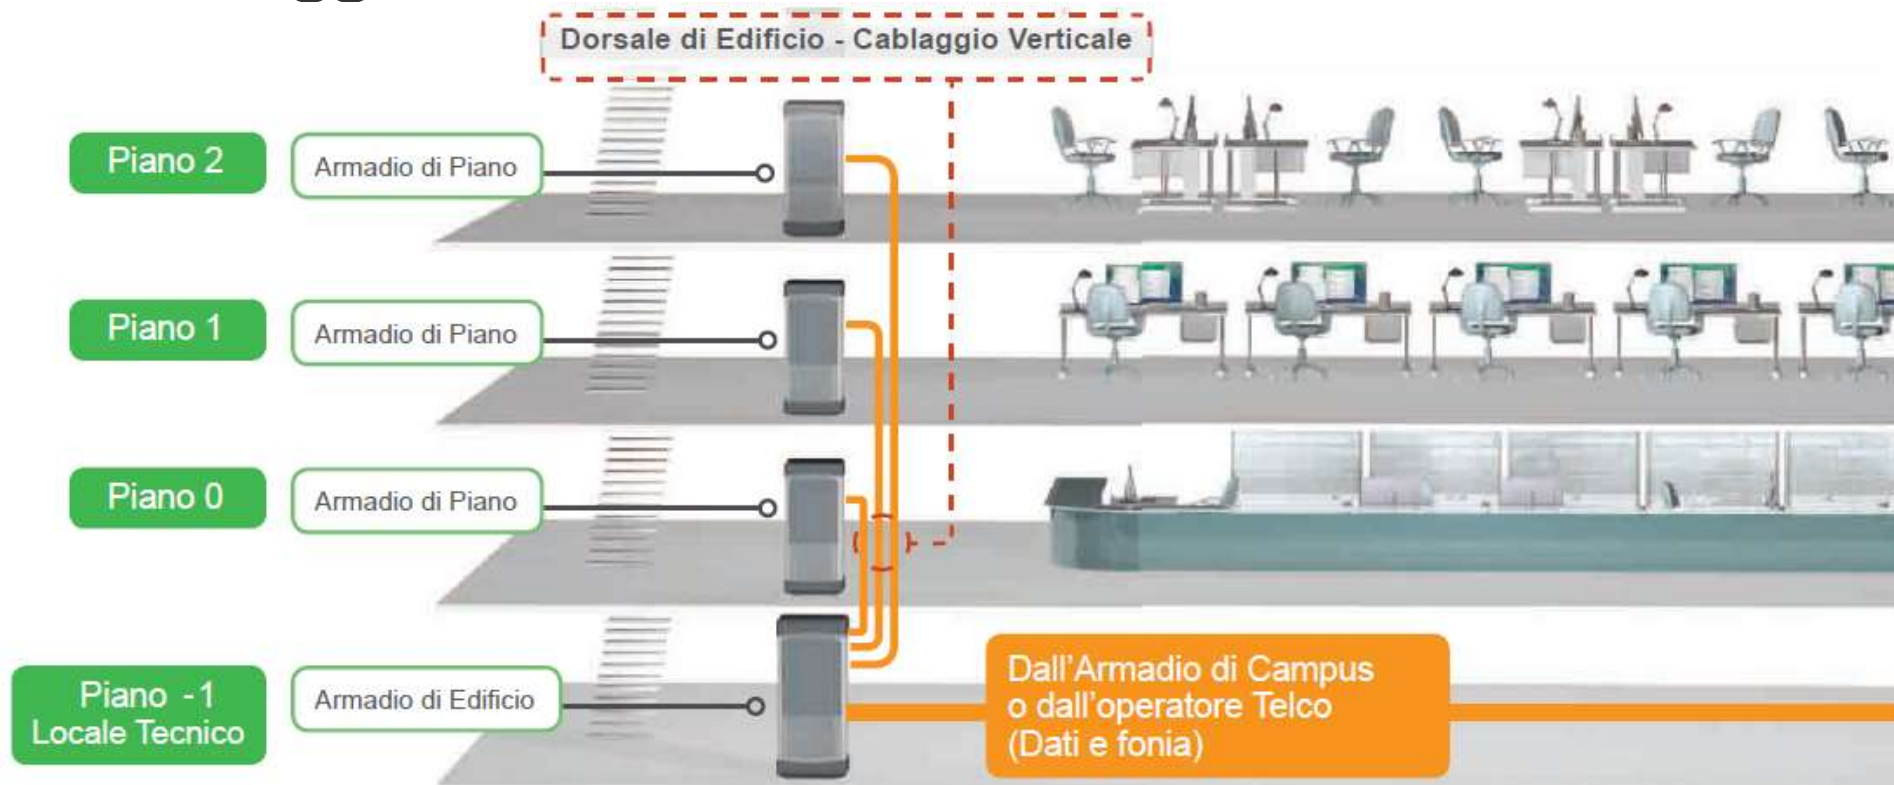 Dorsale di Edificio - Cablaggio Verticale
Piano 2
Armadio di Piano
Piano 1
Armadio di Piano
Piano 0
Armadio di Piano
Piano -1
Locale Tecnico
Armadio di Edificio
Dall'Armadio di Campus
o dall'operatore Telco
(Dati e fonia)